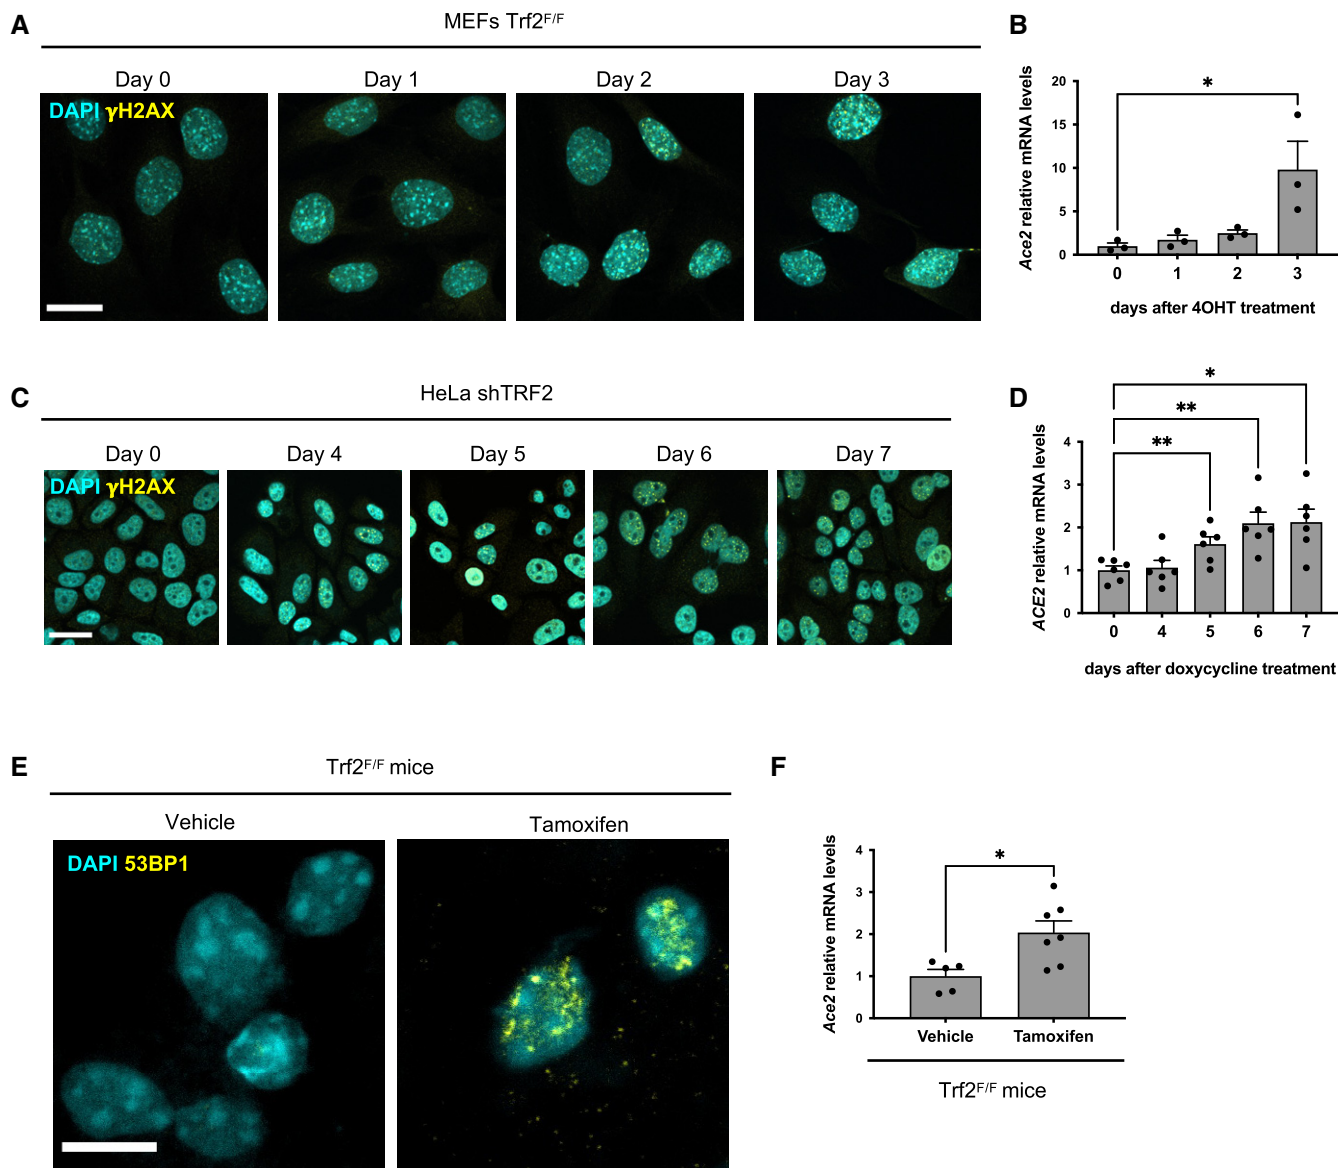 A
MEFs Trf2F/F
Day 0 Day 1 Day 2 Day 3
DAPI γH2AX
B
Ace2 relative mRNA levels
20
15
10
5
0
*
0 1 2 3
days after 4OHT treatment
C
HeLa shTRF2
Day 0 Day 4 Day 5 Day 6 Day 7
DAPI γH2AX
D
ACE2 relative mRNA levels
4
3
2
1
0
*
**
**
0 4 5 6 7
days after doxycycline treatment
E
Trf2F/F mice
Vehicle Tamoxifen
DAPI 53BP1
F
Ace2 relative mRNA levels
4
3
2
1
0
*
Vehicle Tamoxifen
Trf2F/F mice